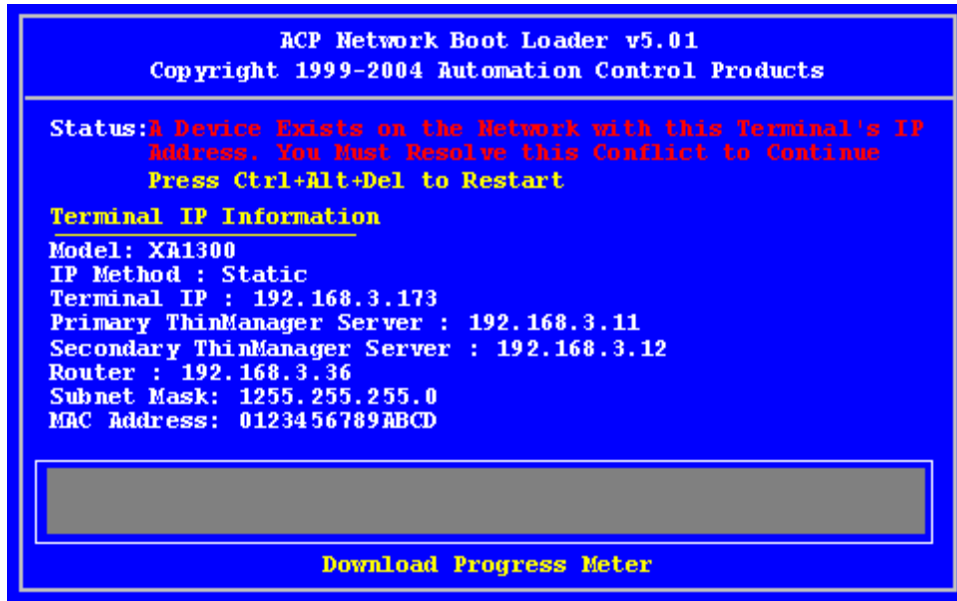 ACP Network Boot Loader v5.01
Copyright 1999-2004 Automation Control Products
Status:A Device Exists on the Network with this Terminal's IP
Address. You Must Resolve this Conflict to Continue
Press Ctrl+Alt+Del to Restart
Terminal IP Information
Model: XA1300
IP Method : Static
Terminal IP : 192.168.3.173
Primary ThinManager Server : 192.168.3.11
Secondary ThinManager Server : 192.168.3.12
Router : 192.168.3.36
Subnet Mask: 1255.255.255.0
MAC Address: 0123456789ABCD
Download Progress Meter